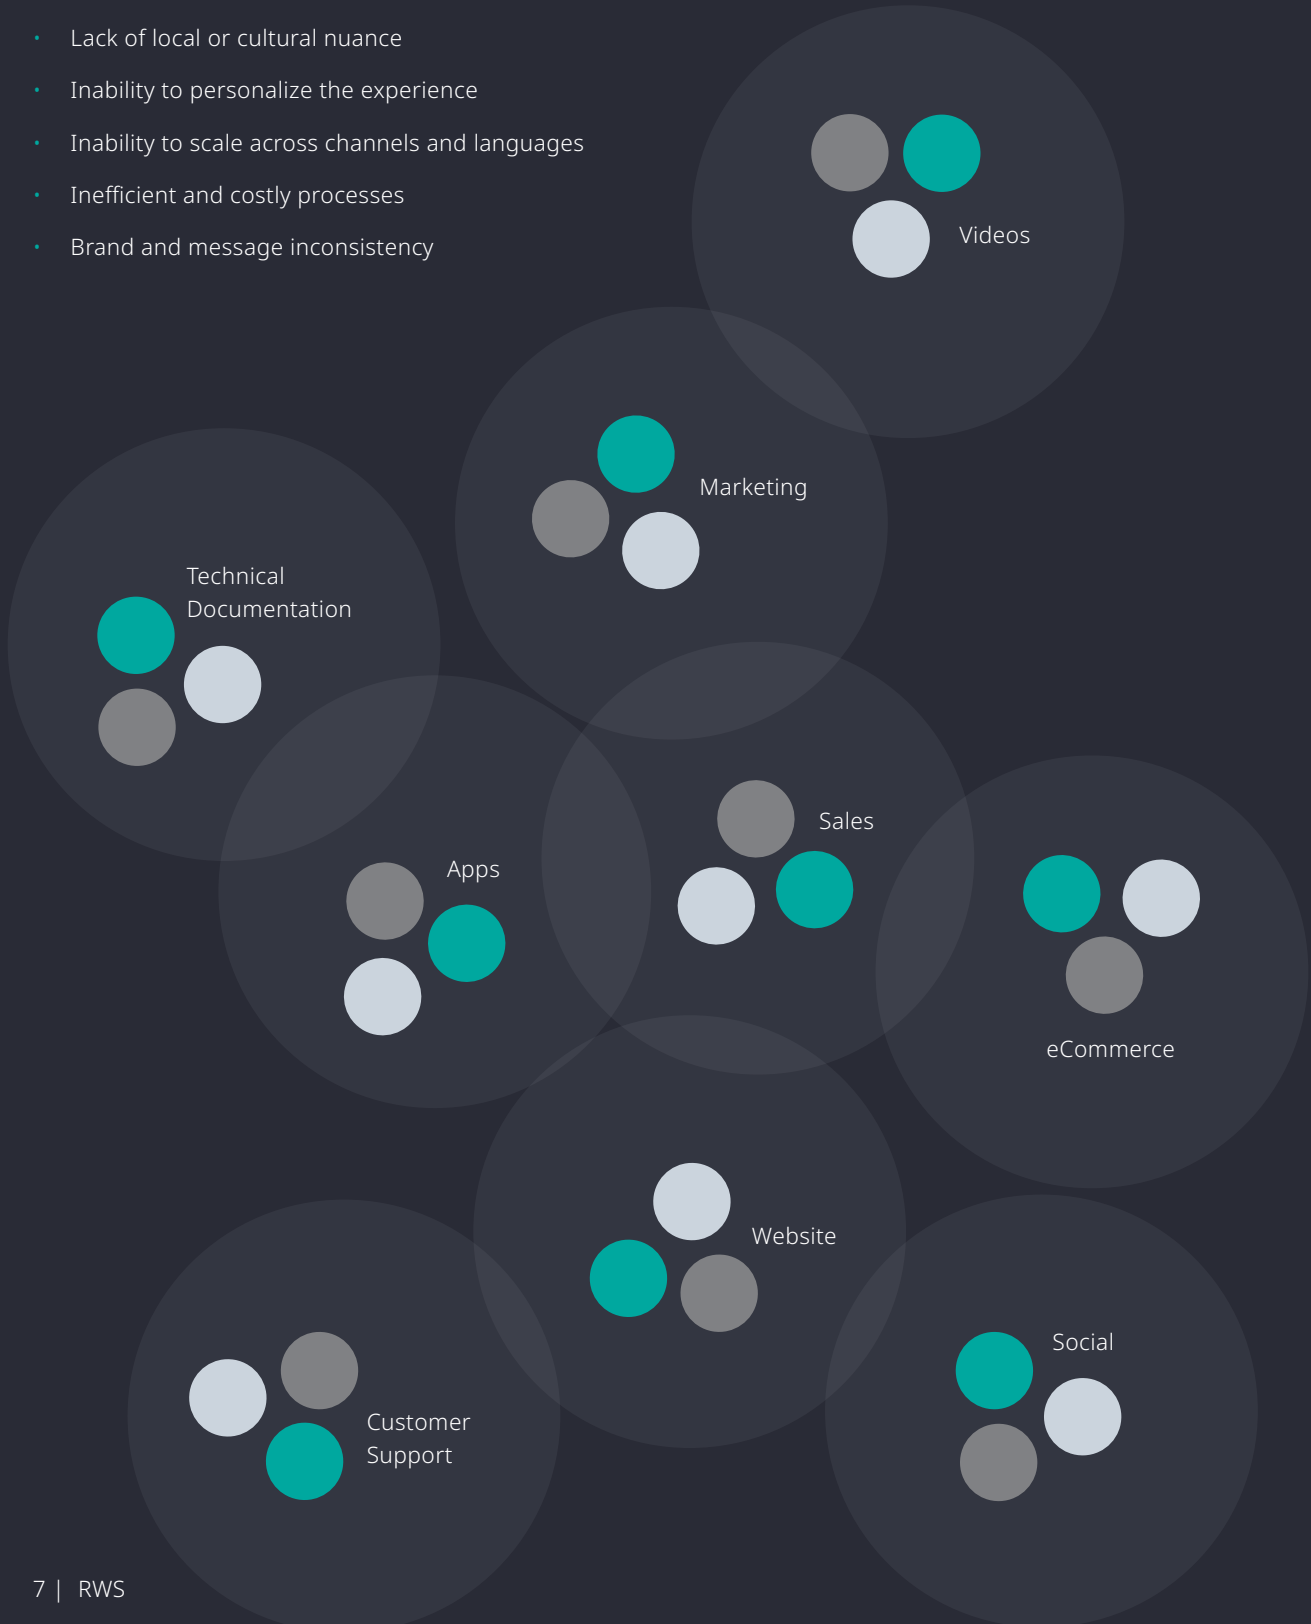 • Lack of local or cultural nuance
• Inability to personalize the experience
• Inability to scale across channels and languages
• Inefficient and costly processes
• Brand and message inconsistency
Videos
Marketing
Technical
Documentation
Sales
Apps
eCommerce
Website
Social
Customer
Support
7 | RWS